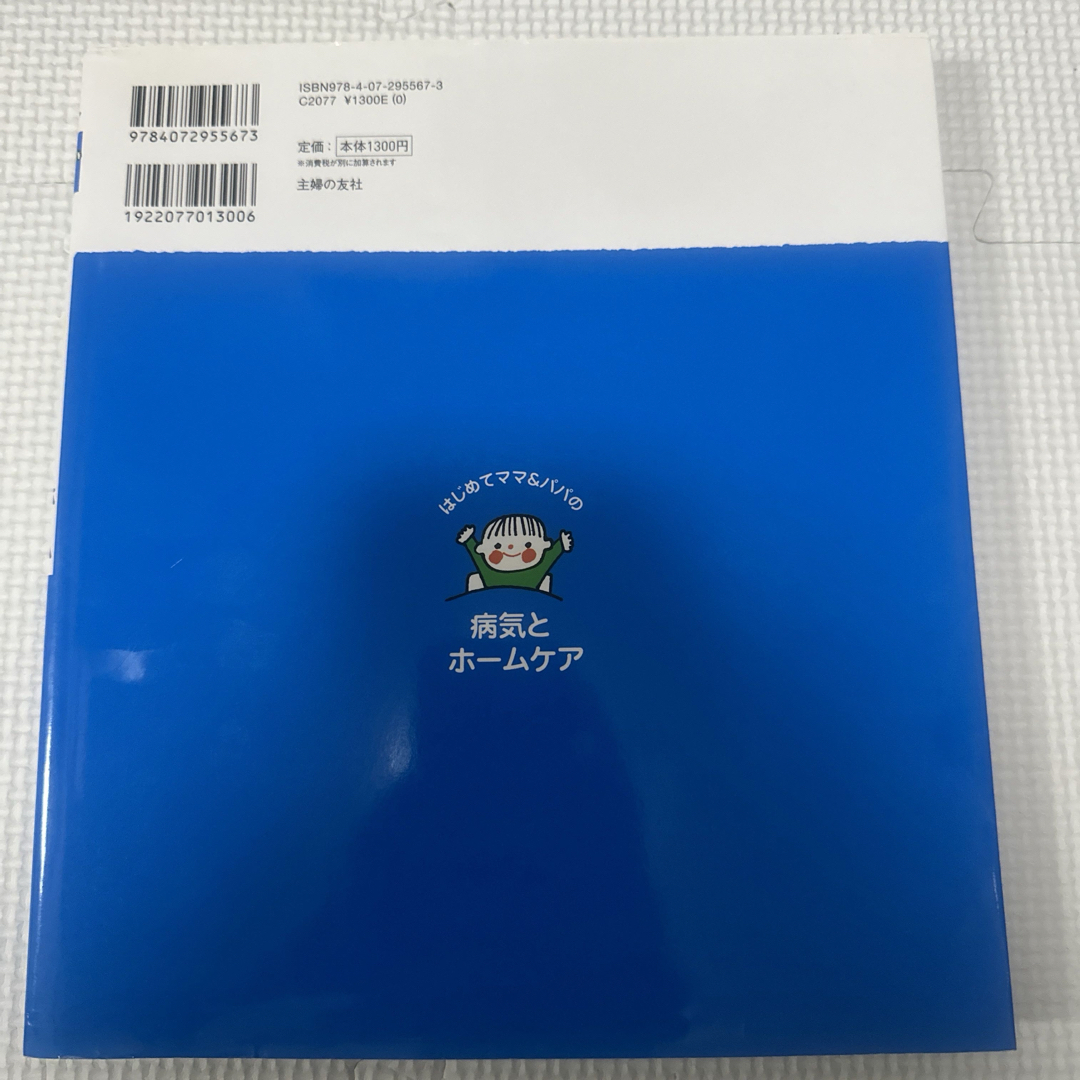 9784072955673
1922077013006
ISBN978-4-07-295567-3
C2077 ¥1300E (0)
定価：本体1300円
※消費税が別に加算されます
主婦の友社
はじめてママ&パパの
病気と
ホームケア